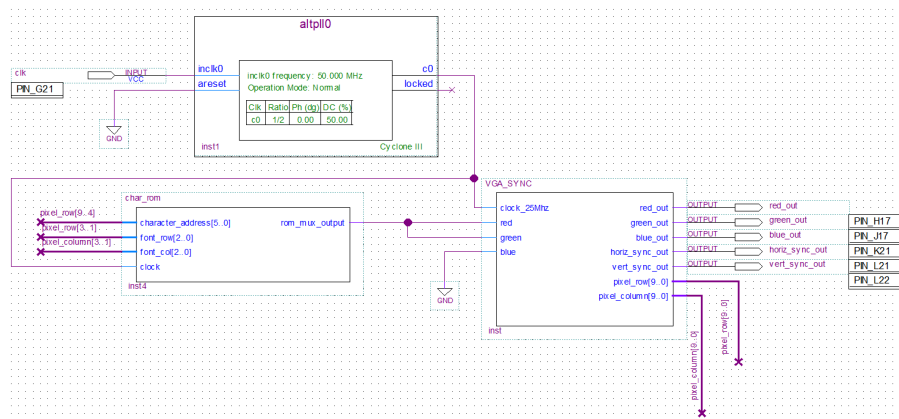 altpll0
clk
INPUT
VCC
PIN_G21
inclk0
areset
c0
locked
inclk0 frequency: 50.000 MHz
Operation Mode: Normal
Clk Ratio Ph (dg) DC (%)
c0 1/2 0.00 50.00
inst1
Cyclone III
GND
char_rom
pixel_row[9..4]
pixel_row[3..1]
pixel_column[3..1]
character_address[5..0]
font_row[2..0]
font_col[2..0]
clock
rom_mux_output
inst4
VGA_SYNC
clock_25Mhz
red
green
blue
red_out
green_out
blue_out
horiz_sync_out
vert_sync_out
pixel_row[9..0]
pixel_column[9..0]
inst
GND
OUTPUT red_out
OUTPUT green_out
OUTPUT blue_out
OUTPUT horiz_sync_out
OUTPUT vert_sync_out
PIN_H17
PIN_J17
PIN_K21
PIN_L21
PIN_L22
pixel_row[9..0]
pixel_column[9..0]